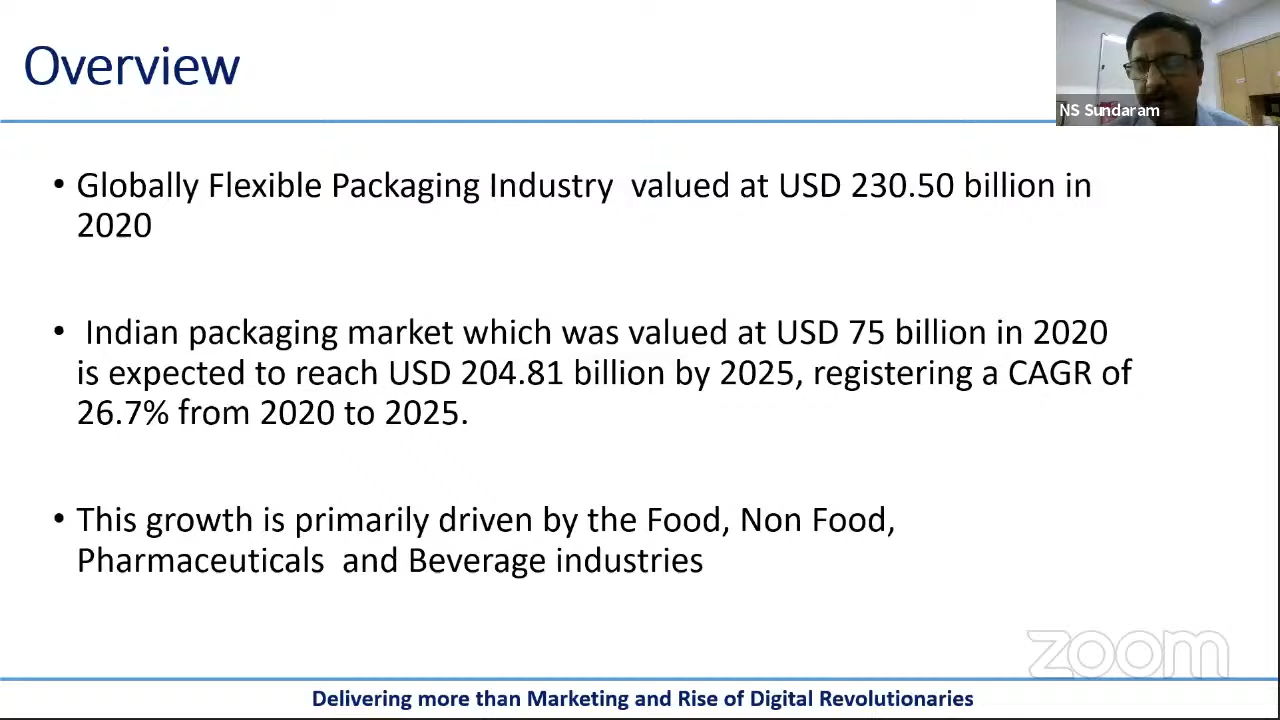 Overview
NS Sundaram
• Globally Flexible Packaging Industry valued at USD 230.50 billion in
2020
• Indian packaging market which was valued at USD 75 billion in 2020
is expected to reach USD 204.81 billion by 2025, registering a CAGR of
26.7% from 2020 to 2025.
• This growth is primarily driven by the Food, Non Food,
Pharmaceuticals and Beverage industries
zoom
Delivering more than Marketing and Rise of Digital Revolutionaries